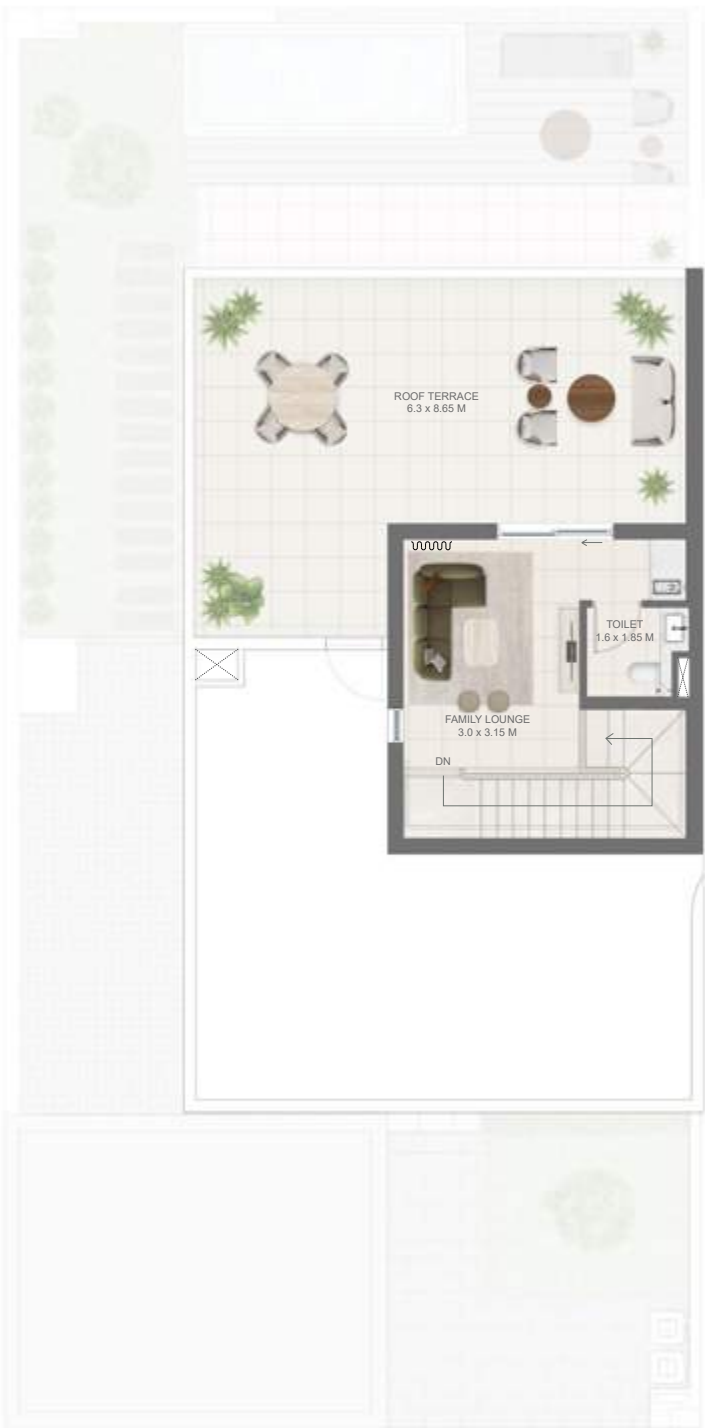 ROOF TERRACE
6.3 x 8.65 M
TOILET
1.6 x 1.85 M
FAMILY LOUNGE
3.0 x 3.15 M
DN